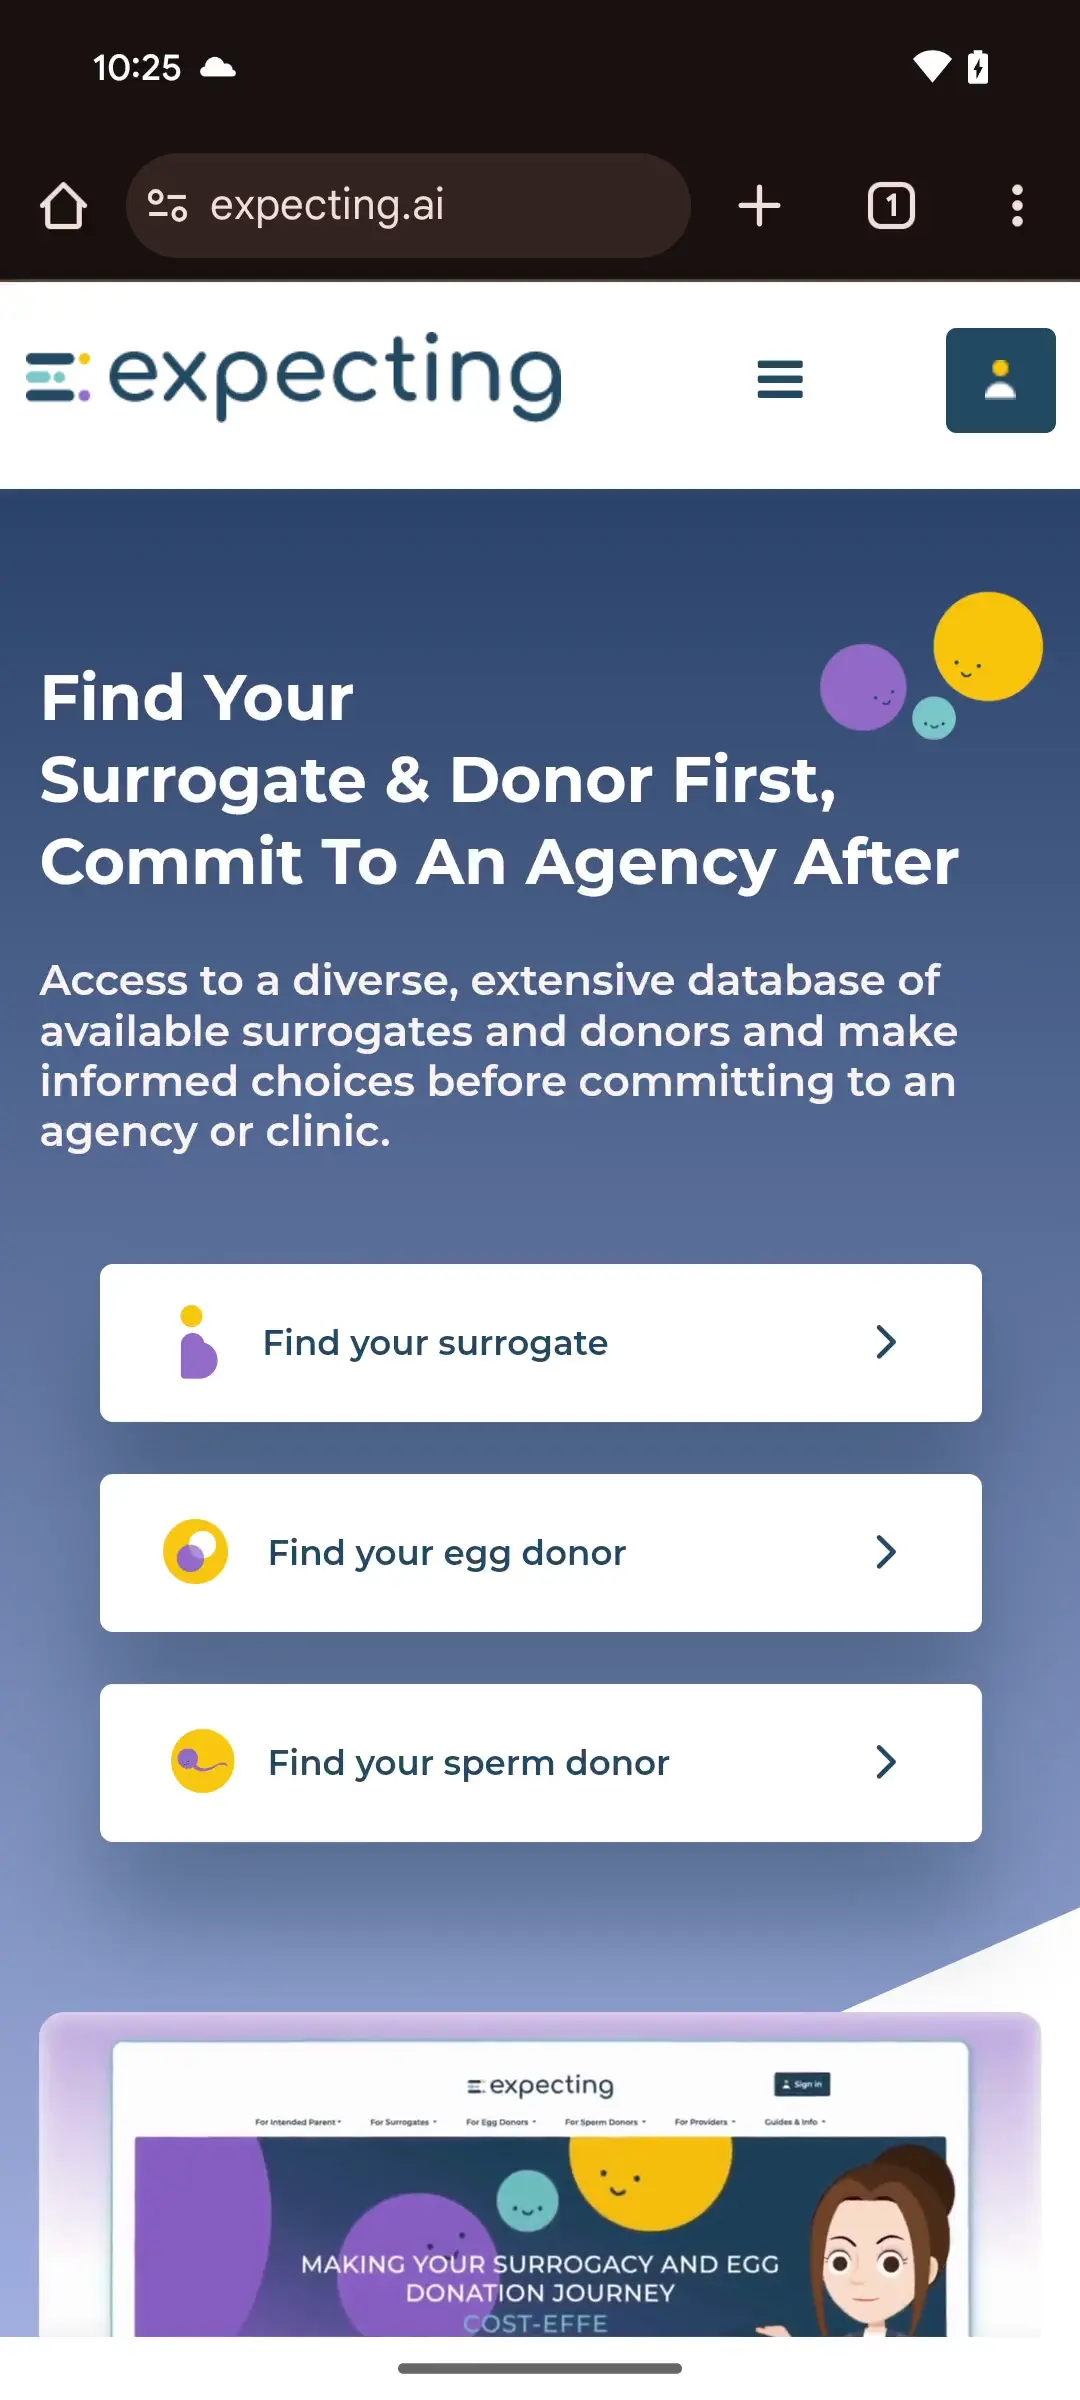 10:25
expecting.ai
1
expecting
Find Your
Surrogate & Donor First,
Commit To An Agency After
Access to a diverse, extensive database of
available surrogates and donors and make
informed choices before committing to an
agency or clinic.
Find your surrogate
Find your egg donor
Find your sperm donor
expecting
Sign in
For Intended Parent
For Surrogates
For Egg Donors
For Sperm Donors
For Providers
Guides & Info
MAKING YOUR SURROGACY AND EGG
DONATION JOURNEY
COST-EFFE